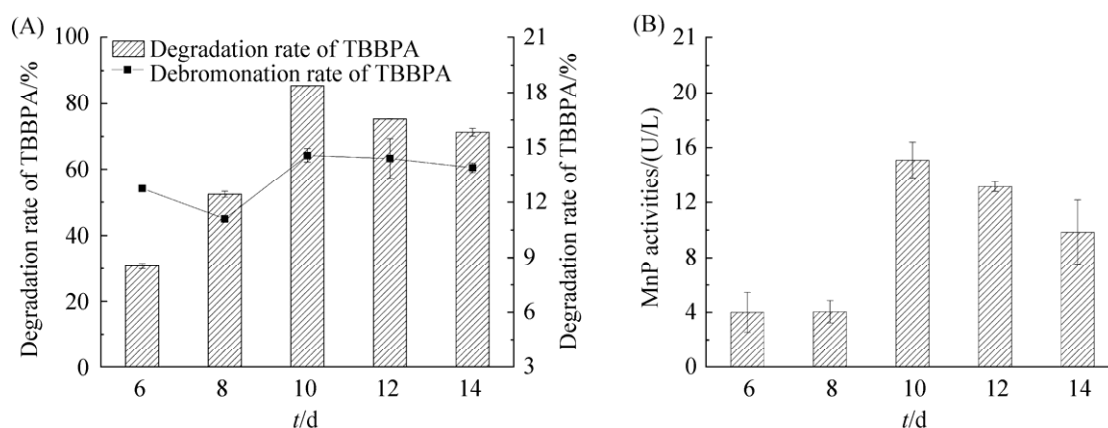 (A)
Degradation rate of TBBPA/%
100
80
60
40
20
0
Degradation rate of TBBPA
Debromonation rate of TBBPA
21
18
15
12
9
6
3
Degradation rate of TBBPA/%
6 8 10 12 14
t/d
(B)
MnP activities/(U/L)
21
20
16
12
8
4
0
6 8 10 12 14
t/d